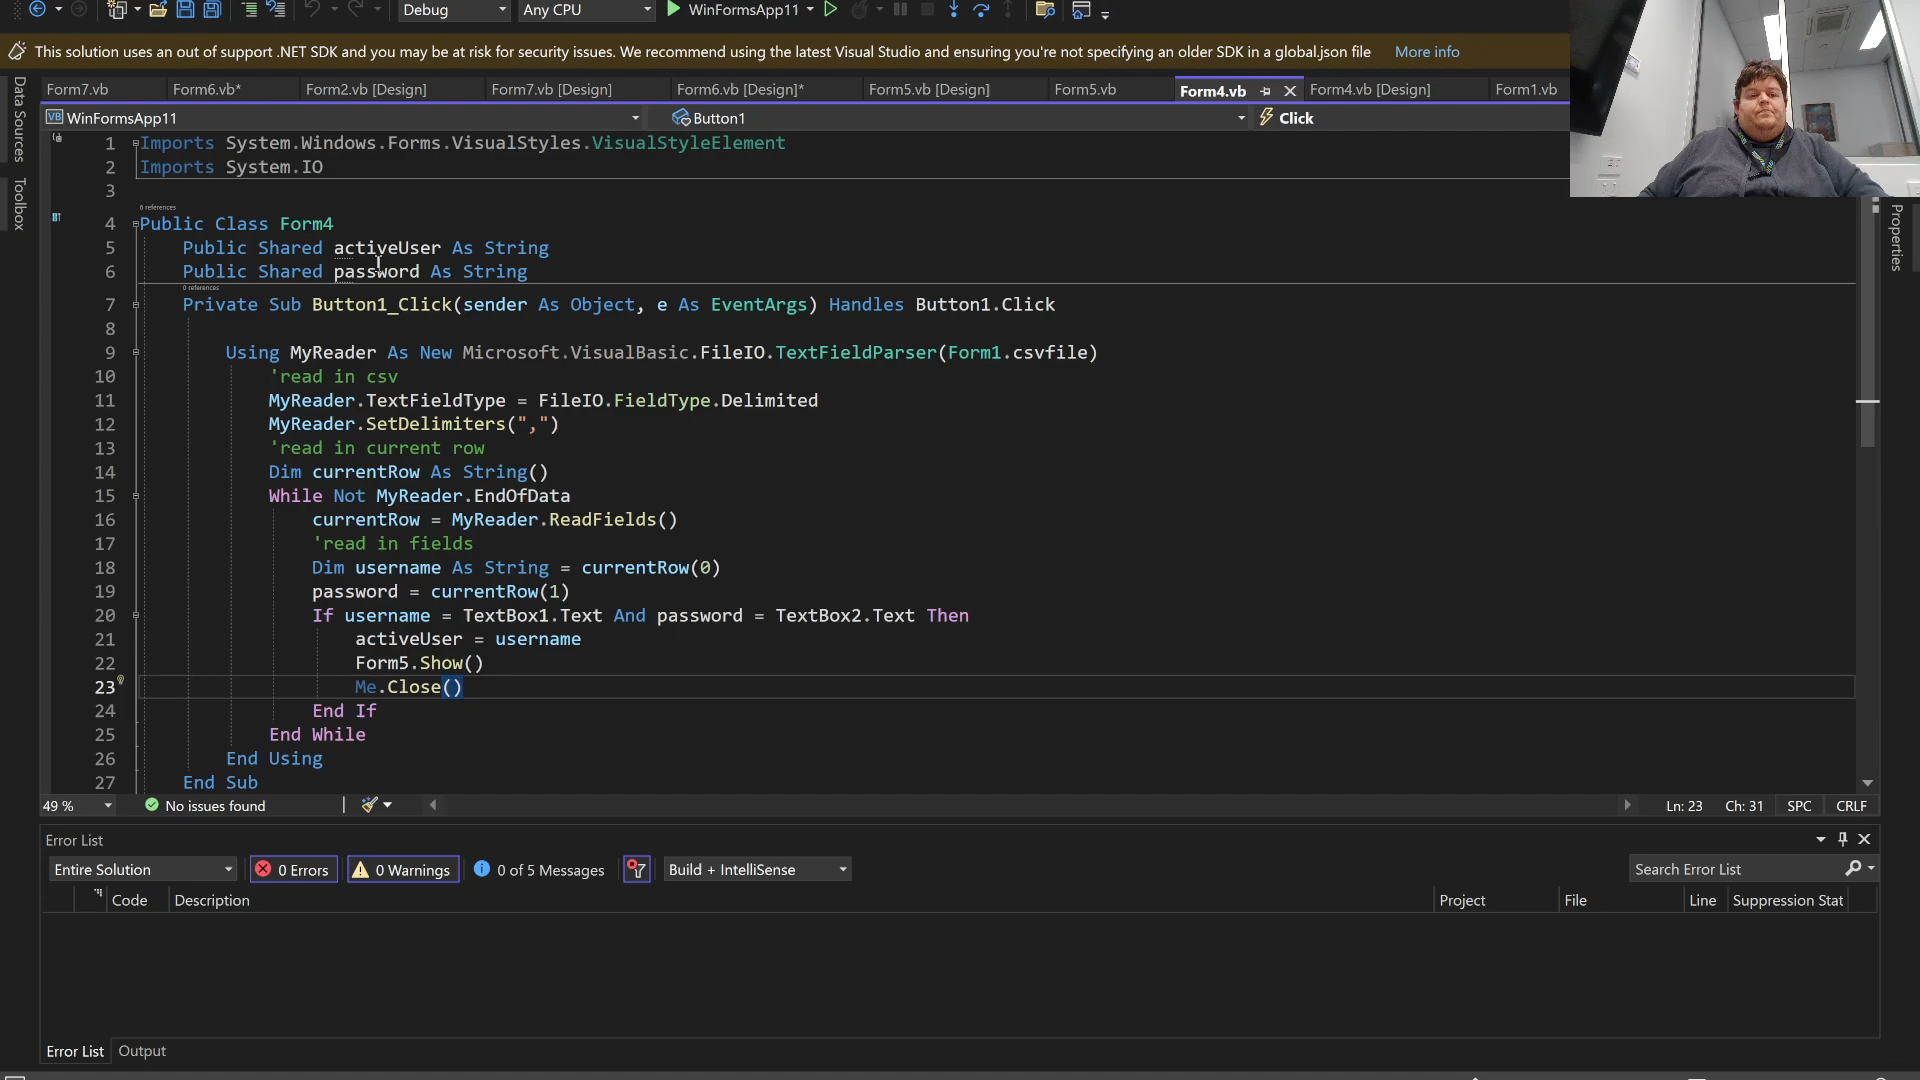 Debug Any CPU WinFormsApp11
This solution uses an out of support .NET SDK and you may be at risk for security issues. We recommend using the latest Visual Studio and ensuring you're not specifying an older SDK in a global.json file More info
Data Sources
Toolbox
Properties
Form7.vb Form6.vb* Form2.vb [Design] Form7.vb [Design] Form6.vb [Design]* Form5.vb [Design] Form5.vb Form4.vb Form4.vb [Design] Form1.vb
VB WinFormsApp11 Button1 Click
1 Imports System.Windows.Forms.VisualStyles.VisualStyleElement
2 Imports System.IO
3
6 references
4 Public Class Form4
5 Public Shared activeUser As String
6 Public Shared password As String
0 references
7 Private Sub Button1_Click(sender As Object, e As EventArgs) Handles Button1.Click
8
9 Using MyReader As New Microsoft.VisualBasic.FileIO.TextFieldParser(Form1.csvfile)
10 'read in csv
11 MyReader.TextFieldType = FileIO.FieldType.Delimited
12 MyReader.SetDelimiters(",")
13 'read in current row
14 Dim currentRow As String()
15 While Not MyReader.EndOfData
16 currentRow = MyReader.ReadFields()
17 'read in fields
18 Dim username As String = currentRow(0)
19 password = currentRow(1)
20 If username = TextBox1.Text And password = TextBox2.Text Then
21 activeUser = username
22 Form5.Show()
23 Me.Close()
24 End If
25 End While
26 End Using
27 End Sub
49 % No issues found Ln: 23 Ch: 31 SPC CRLF
Error List
Entire Solution 0 Errors 0 Warnings 0 of 5 Messages Build + IntelliSense Search Error List
Code Description Project File Line Suppression Stat
Error List Output